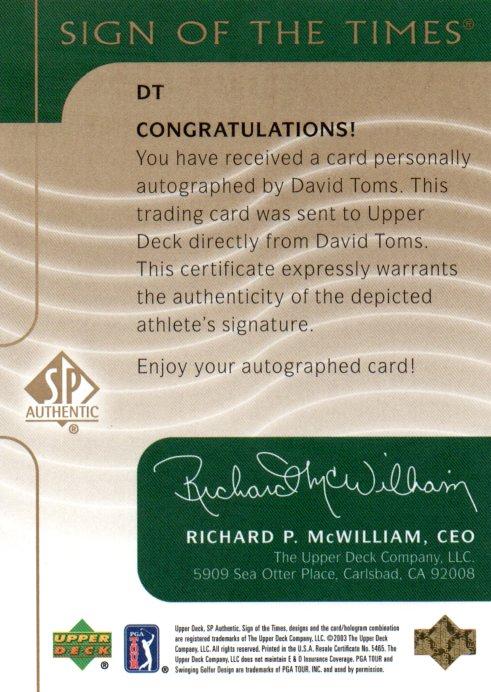 SIGN OF THE TIMES®
DT
CONGRATULATIONS!
You have received a card personally
autographed by David Toms. This
trading card was sent to Upper
Deck directly from David Toms.
This certificate expressly warrants
the authenticity of the depicted
athlete's signature.
Enjoy your autographed card!
SP
AUTHENTIC
®
Richard McWilliam
RICHARD P. McWILLIAM, CEO
The Upper Deck Company, LLC.
5909 Sea Otter Place, Carlsbad, CA 92008
UPPER
DECK
®
PGA
TOUR
®
Upper Deck, SP Authentic, Sign of the Times, designs and the card/hologram combination
are registered trademarks of The Upper Deck Company, LLC. ©2003 The Upper Deck
Company, LLC. All rights reserved. Printed in the U.S.A. Resale Certificate No. 5465. The
Upper Deck Company, LLC does not maintain E & O Insurance Coverage. PGA TOUR and
Swinging Golfer Design are trademarks of PGA TOUR, Inc. and used by permission.